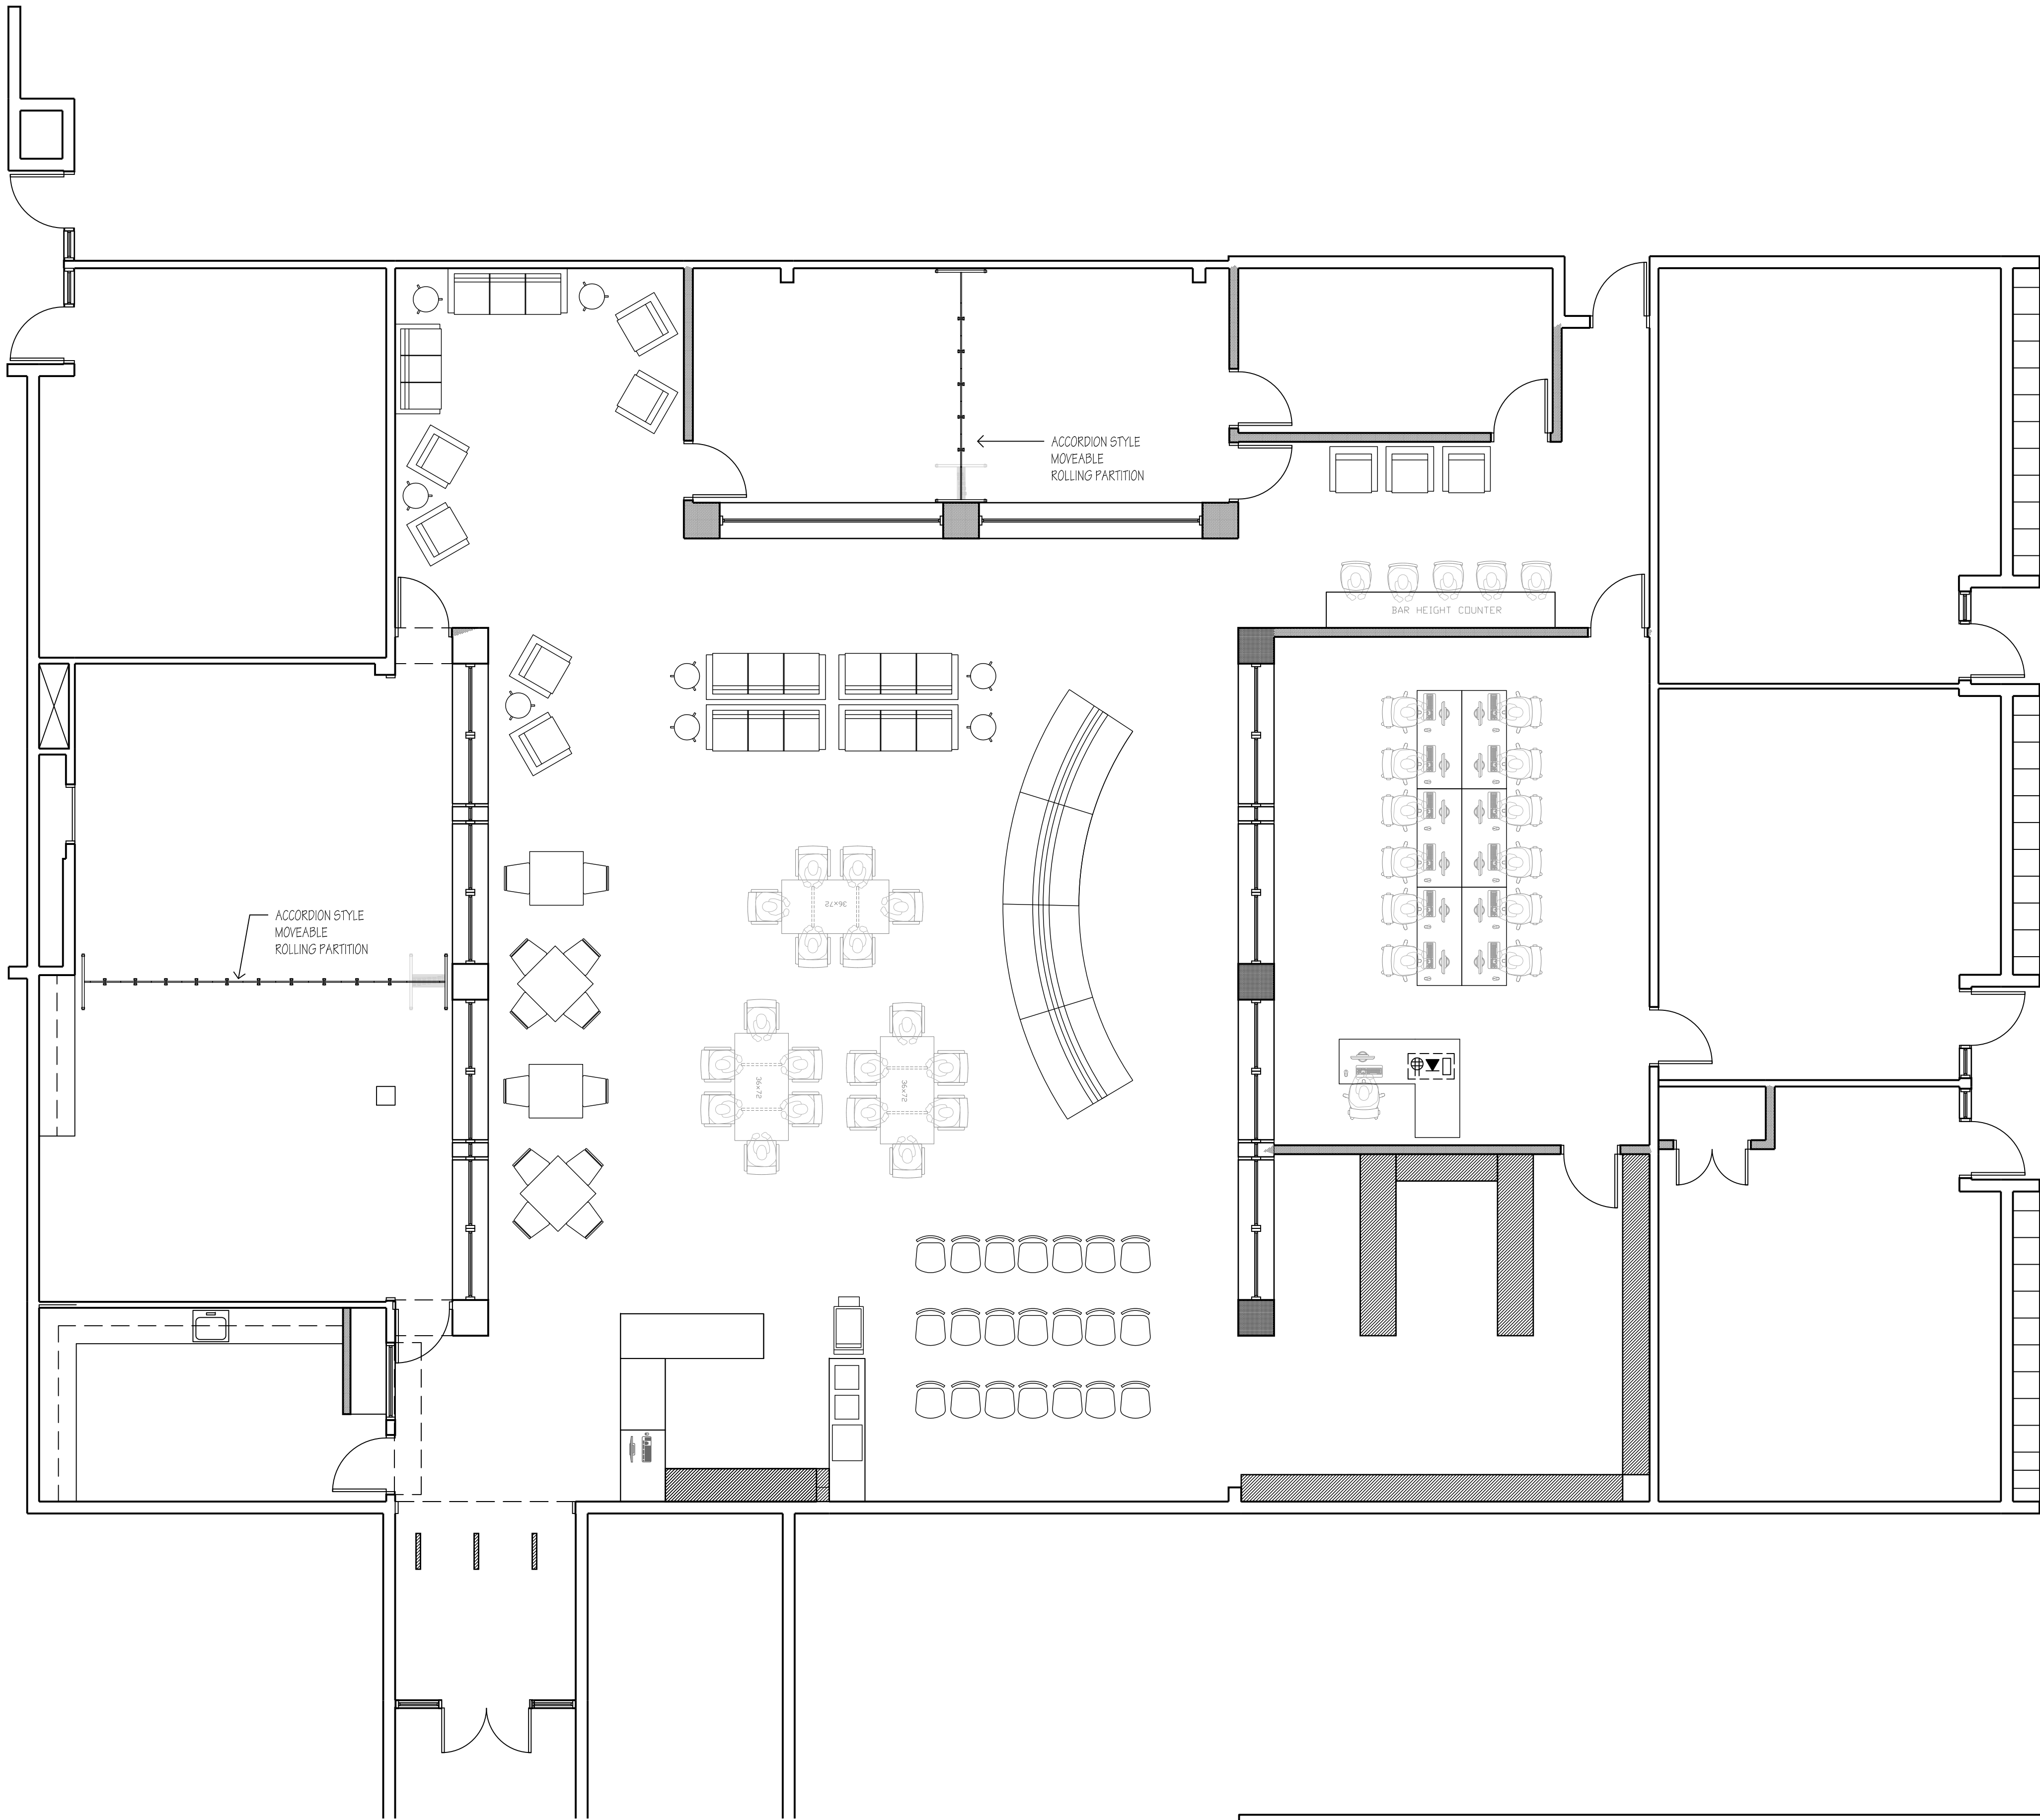 ACCORDION STYLE
MOVEABLE
ROLLING PARTITION
BAR HEIGHT COUNTER
36x72
ACCORDION STYLE
MOVEABLE
ROLLING PARTITION
36x72
36x72